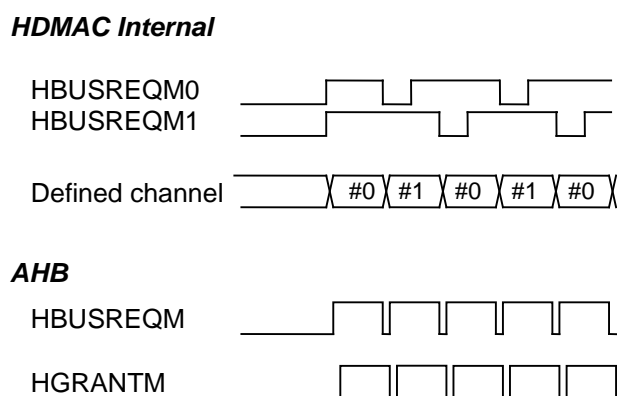 HDMAC Internal
HBUSREQM0
HBUSREQM1
Defined channel #0 #1 #0 #1 #0
AHB
HBUSREQM
HGRANTM